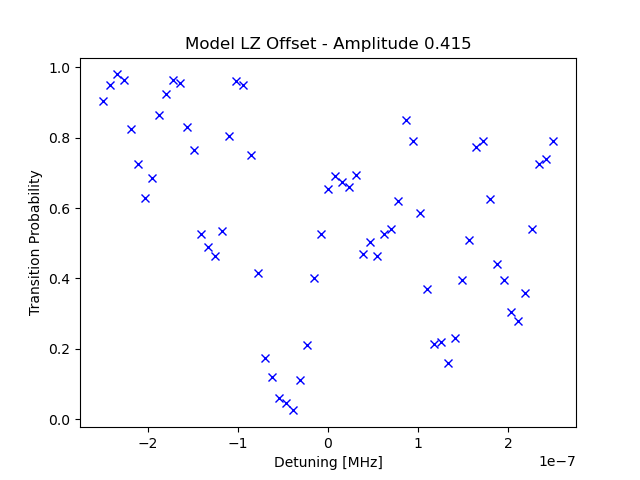 Model LZ Offset - Amplitude 0.415
1.0
0.8
0.6
0.4
0.2
0.0
Transition Probability
−2
−1
0
1
2
1e−7
Detuning [MHz]